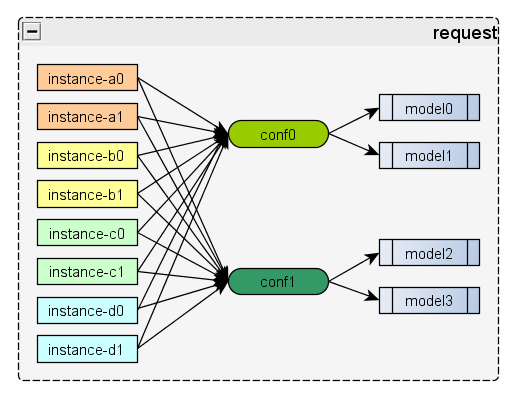 request
instance-a0
instance-a1
instance-b0
instance-b1
instance-c0
instance-c1
instance-d0
instance-d1
conf0
conf1
model0
model1
model2
model3